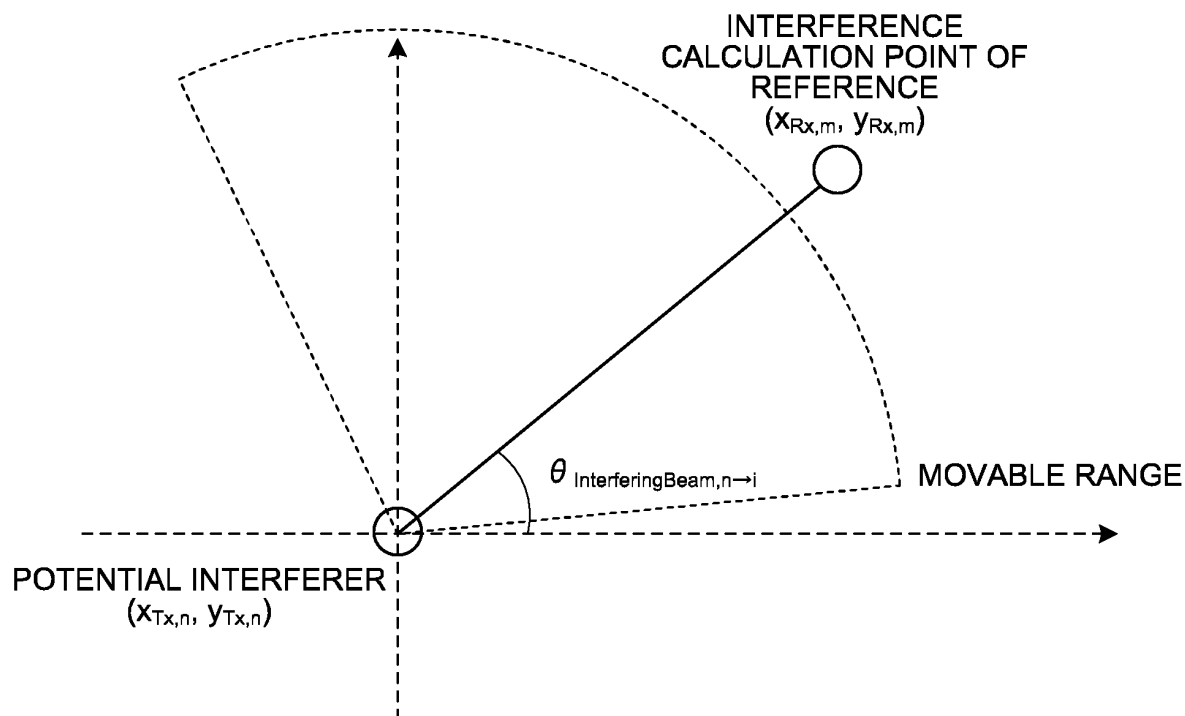 INTERFERENCE
CALCULATION POINT OF
REFERENCE
(xRx,m, yRx,m)
θ InterferingBeam,n→i
MOVABLE RANGE
POTENTIAL INTERFERER
(xTx,n, yTx,n)